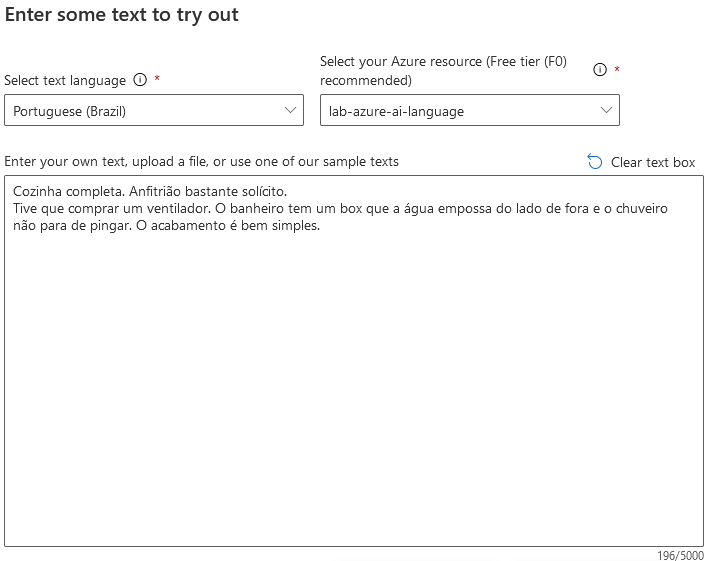 Enter some text to try out
Select text language *
Select your Azure resource (Free tier (F0)
recommended) *
Portuguese (Brazil)
lab-azure-ai-language
Enter your own text, upload a file, or use one of our sample texts
Clear text box
Cozinha completa. Anfitrião bastante solícito.
Tive que comprar um ventilador. O banheiro tem um box que a água empossa do lado de fora e o chuveiro
não para de pingar. O acabamento é bem simples.
196/5000